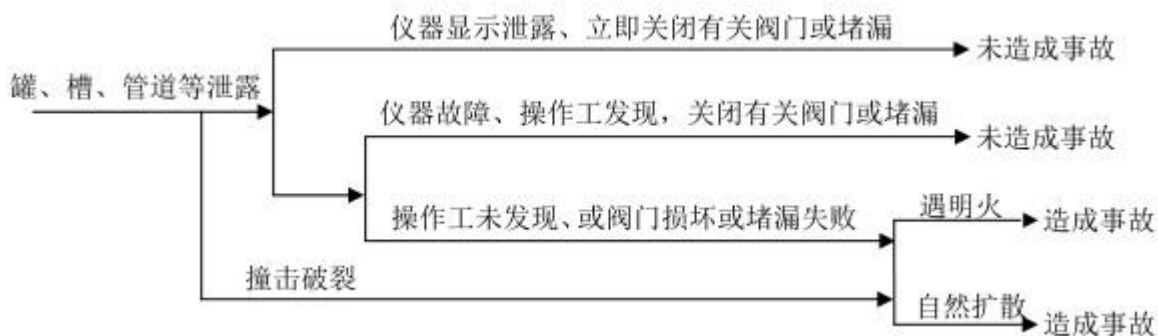 仪器显示泄露、立即关闭有关阀门或堵漏
未造成事故
罐、槽、管道等泄露
仪器故障、操作工发现，关闭有关阀门或堵漏
未造成事故
操作工未发现、或阀门损坏或堵漏失败
遇明火
造成事故
撞击破裂
自然扩散
造成事故